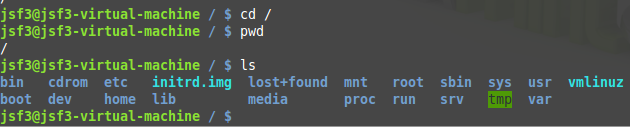 jsf3@jsf3-virtual-machine / $ cd /
jsf3@jsf3-virtual-machine / $ pwd
/
jsf3@jsf3-virtual-machine / $ ls
bin cdrom etc initrd.img lost+found mnt root sbin sys usr vmlinuz
boot dev home lib media proc run srv tmp var
jsf3@jsf3-virtual-machine / $